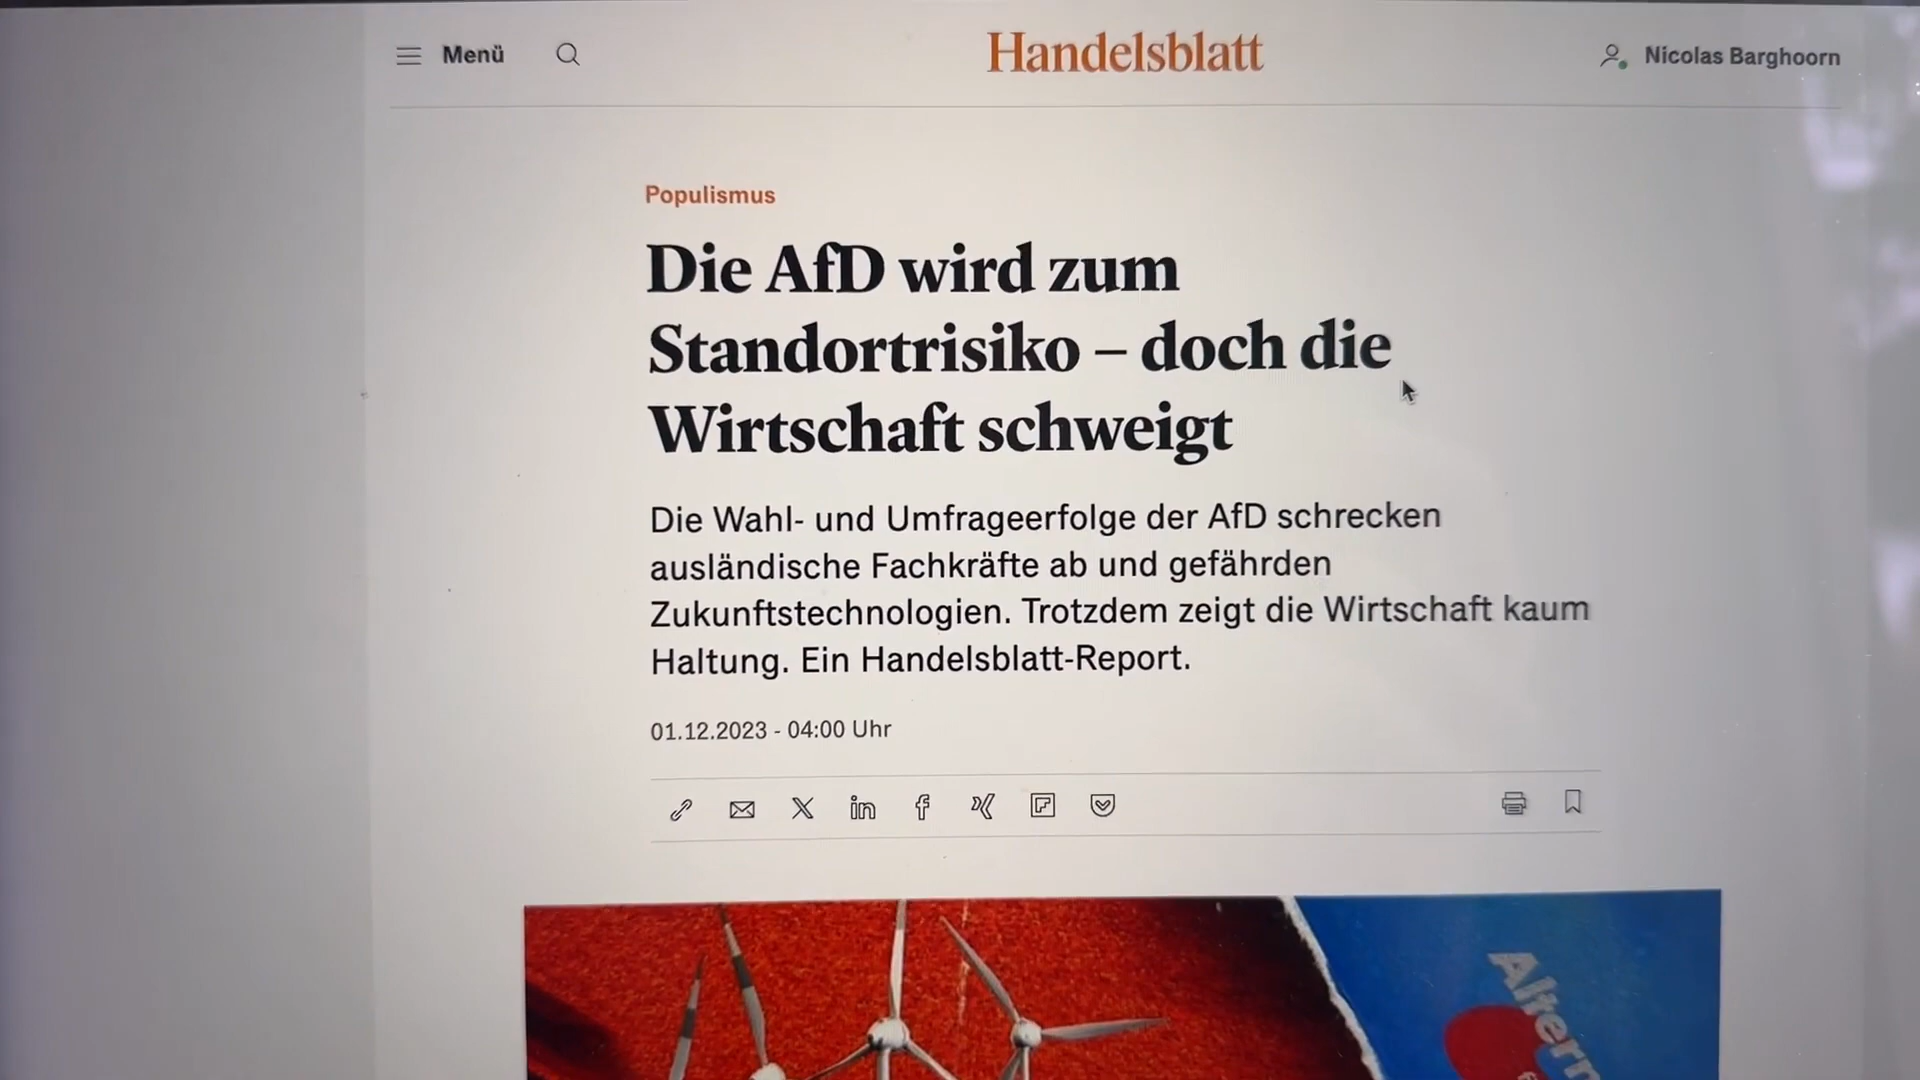 Menü
Handelsblatt
Nicolas Barghoorn
Populismus
Die AfD wird zum
Standortrisiko – doch die
Wirtschaft schweigt
Die Wahl- und Umfrageerfolge der AfD schrecken
ausländische Fachkräfte ab und gefährden
Zukunftstechnologien. Trotzdem zeigt die Wirtschaft kaum
Haltung. Ein Handelsblatt-Report.
01.12.2023 - 04:00 Uhr
Altern